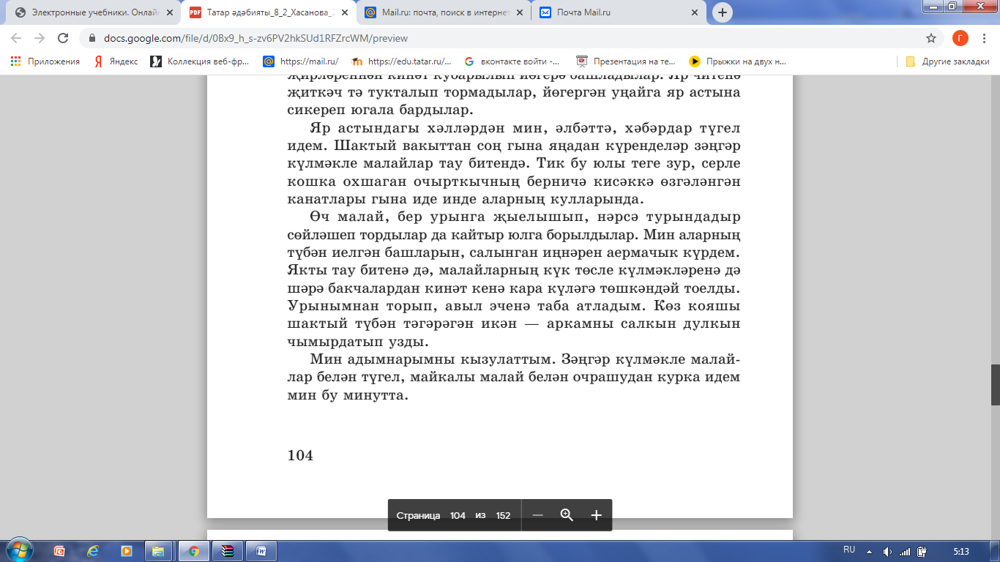 Электронные учебники. Онлай
Татар әдәбияты_8_2_Хасанова_2
Mail.ru: почта, поиск в интернет
Почта Mail.ru
docs.google.com/file/d/0Bx9_h_s-zv6PV2hkSUd1RFZrcWM/preview
Г
Приложения
Яндекс
Коллекция веб-фр...
https://mail.ru/
https://edu.tatar.ru/...
вконтакте войти -...
Презентация на те...
Прыжки на двух н...
Другие закладки
җирләреннән кинәт кубарылып йөгерә башладылар. Яр читенә
җиткәч тә тукталып тормадылар, йөгергән уңайга яр астына
сикереп югала бардылар.
Яр астындагы хәлләрдән мин, әлбәттә, хәбәрдар түгел
идем. Шактый вакыттан соң гына яңадан күренделәр зәңгәр
күлмәкле малайлар тау битендә. Тик бу юлы теге зур, серле
кошка охшаган очырткычның берничә кисәккә өзгәләнгән
канатлары гына иде инде аларның кулларында.
Өч малай, бер урынга җыелышып, нәрсә турындадыр
сөйләшеп тордылар да кайтыр юлга борылдылар. Мин аларның
түбән иелгән башларын, салынган иңнәрен аермачык күрдем.
Якты тау битенә дә, малайларның күк төсле күлмәкләренә дә
шәрә бакчалардан кинәт кенә кара күләгә төшкәндәй тоелды.
Урынымнан торып, авыл эченә таба атладым. Көз кояшы
шактый түбән тәгәрәгән икән — аркамны салкын дулкын
чымырдатып узды.
Мин адымнарымны кызулаттым. Зәңгәр күлмәкле малай-
лар белән түгел, майкалы малай белән очрашудан курка идем
мин бу минутта.
104
Страница 104 из 152
RU
5:13